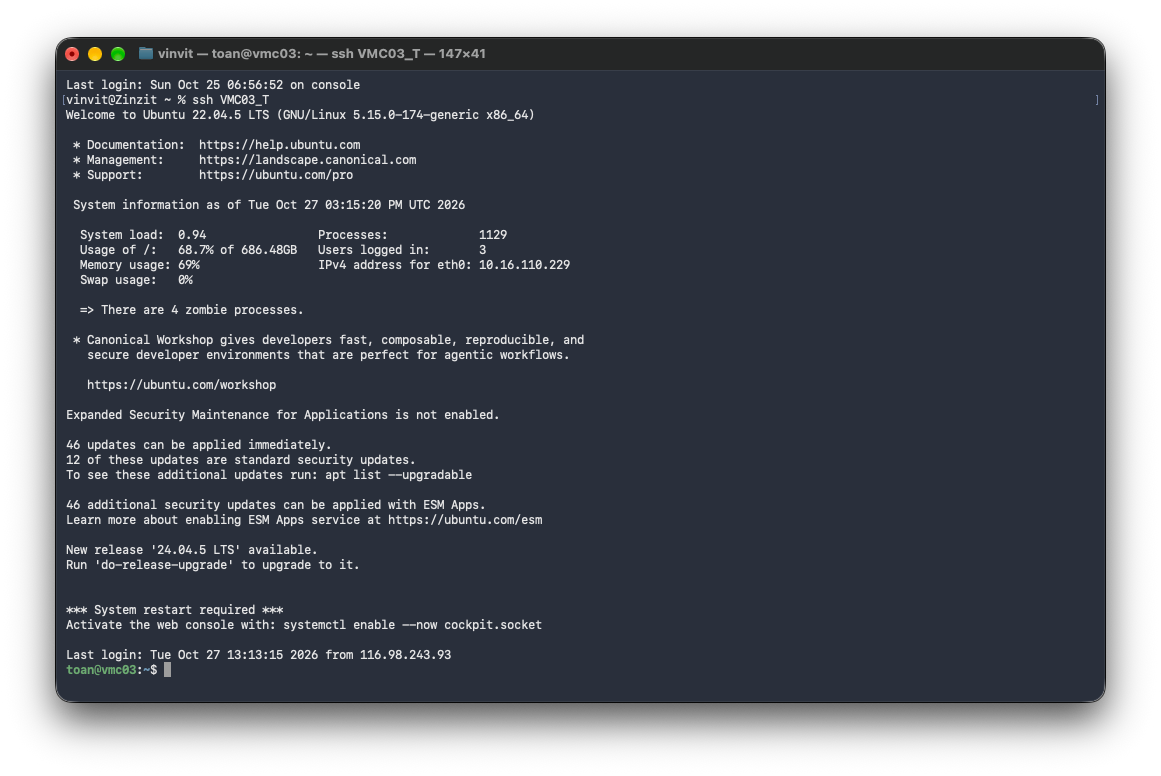 vinvit — toan@vmc03: ~ — ssh VMC03_T — 147×41
Last login: Sun Oct 25 06:56:52 on console
[vinvit@Zinzit ~ % ssh VMC03_T ]
Welcome to Ubuntu 22.04.5 LTS (GNU/Linux 5.15.0-174-generic x86_64)
* Documentation:  https://help.ubuntu.com
* Management:     https://landscape.canonical.com
* Support:        https://ubuntu.com/pro
System information as of Tue Oct 27 03:15:20 PM UTC 2026
System load:  0.94                Processes:             1129
Usage of /:   68.7% of 686.48GB   Users logged in:       3
Memory usage: 69%                 IPv4 address for eth0: 10.16.110.229
Swap usage:   0%
=> There are 4 zombie processes.
* Canonical Workshop gives developers fast, composable, reproducible, and
secure developer environments that are perfect for agentic workflows.
https://ubuntu.com/workshop
Expanded Security Maintenance for Applications is not enabled.
46 updates can be applied immediately.
12 of these updates are standard security updates.
To see these additional updates run: apt list --upgradable
46 additional security updates can be applied with ESM Apps.
Learn more about enabling ESM Apps service at https://ubuntu.com/esm
New release '24.04.5 LTS' available.
Run 'do-release-upgrade' to upgrade to it.
*** System restart required ***
Activate the web console with: systemctl enable --now cockpit.socket
Last login: Tue Oct 27 13:13:15 2026 from 116.98.243.93
toan@vmc03:~$